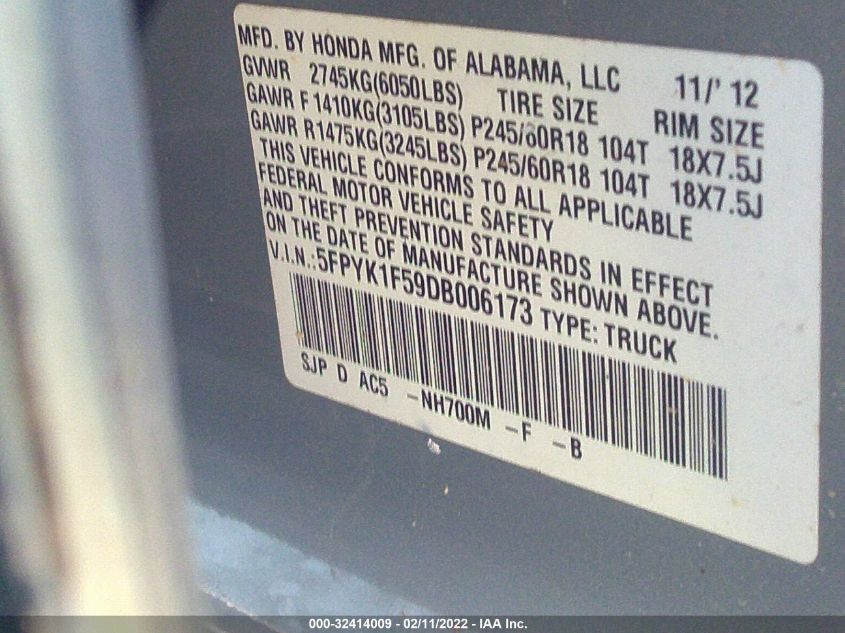 MFD. BY HONDA MFG. OF ALABAMA, LLC 11/' 12
GVWR 2745KG(6050LBS) TIRE SIZE RIM SIZE
GAWR F 1410KG(3105LBS) P245/60R18 104T 18X7.5J
GAWR R1475KG(3245LBS) P245/60R18 104T 18X7.5J
THIS VEHICLE CONFORMS TO ALL APPLICABLE
FEDERAL MOTOR VEHICLE SAFETY
AND THEFT PREVENTION STANDARDS IN EFFECT
ON THE DATE OF MANUFACTURE SHOWN ABOVE.
V.I.N.:5FPYK1F59DB006173 TYPE: TRUCK
SJP D AC5 -NH700M -F -B
000-32414009 - 02/11/2022 - IAA Inc.